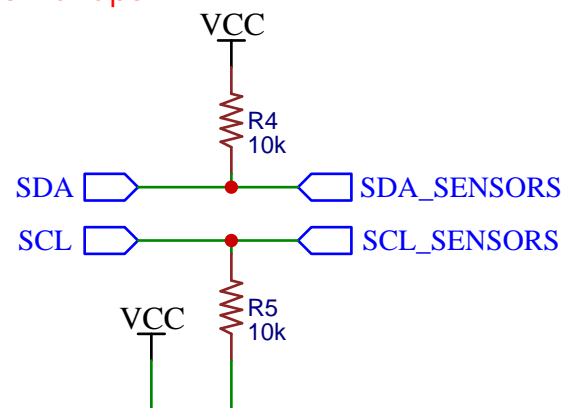 VCC
R4
10k
SDA
SDA_SENSORS
SCL
SCL_SENSORS
R5
10k
VCC